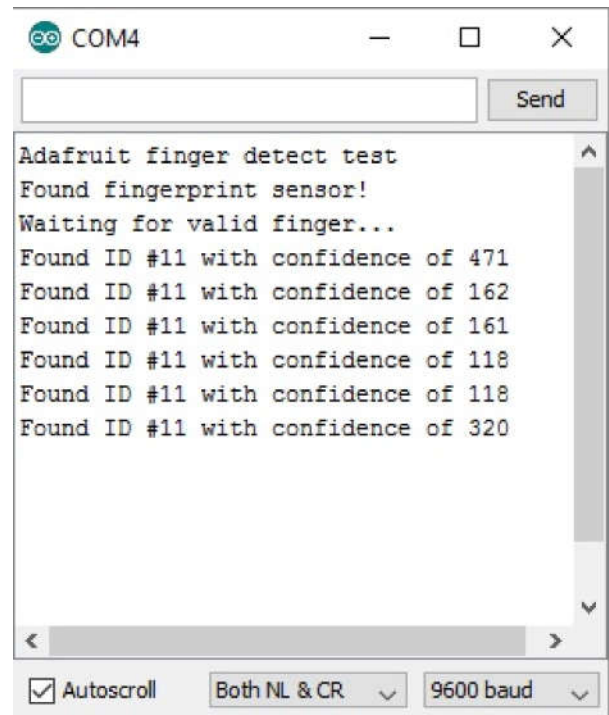 COM4
Send
Adafruit finger detect test
Found fingerprint sensor!
Waiting for valid finger...
Found ID #11 with confidence of 471
Found ID #11 with confidence of 162
Found ID #11 with confidence of 161
Found ID #11 with confidence of 118
Found ID #11 with confidence of 118
Found ID #11 with confidence of 320
Autoscroll Both NL & CR 9600 baud